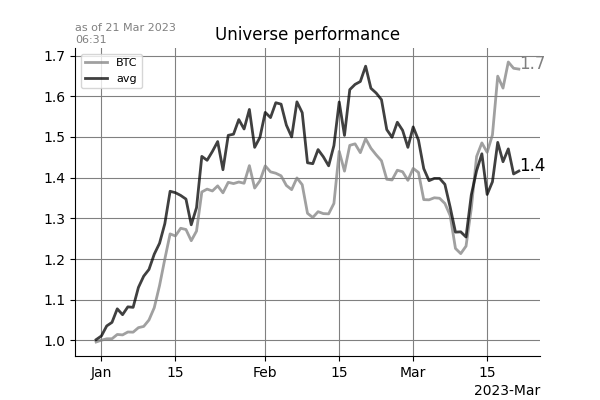 as of 21 Mar 2023
06:31
Universe performance
BTC
avg
1.7
1.6
1.5
1.4
1.3
1.2
1.1
1.0
1.7
1.4
Jan
15
Feb
15
Mar
15
2023-Mar